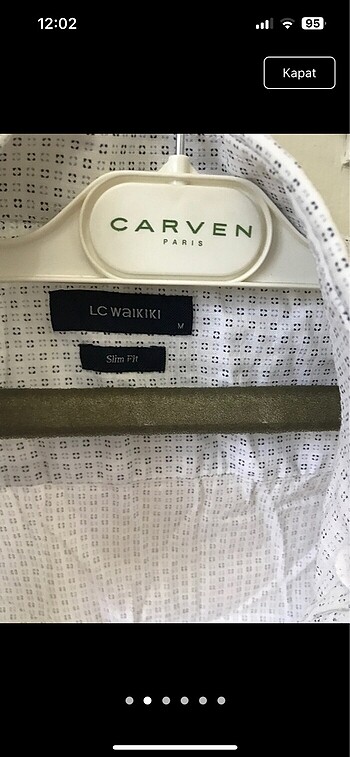 12:02
95
Kapat
CARVEN
PARIS
LC WAIKIKI
M
Slim Fit